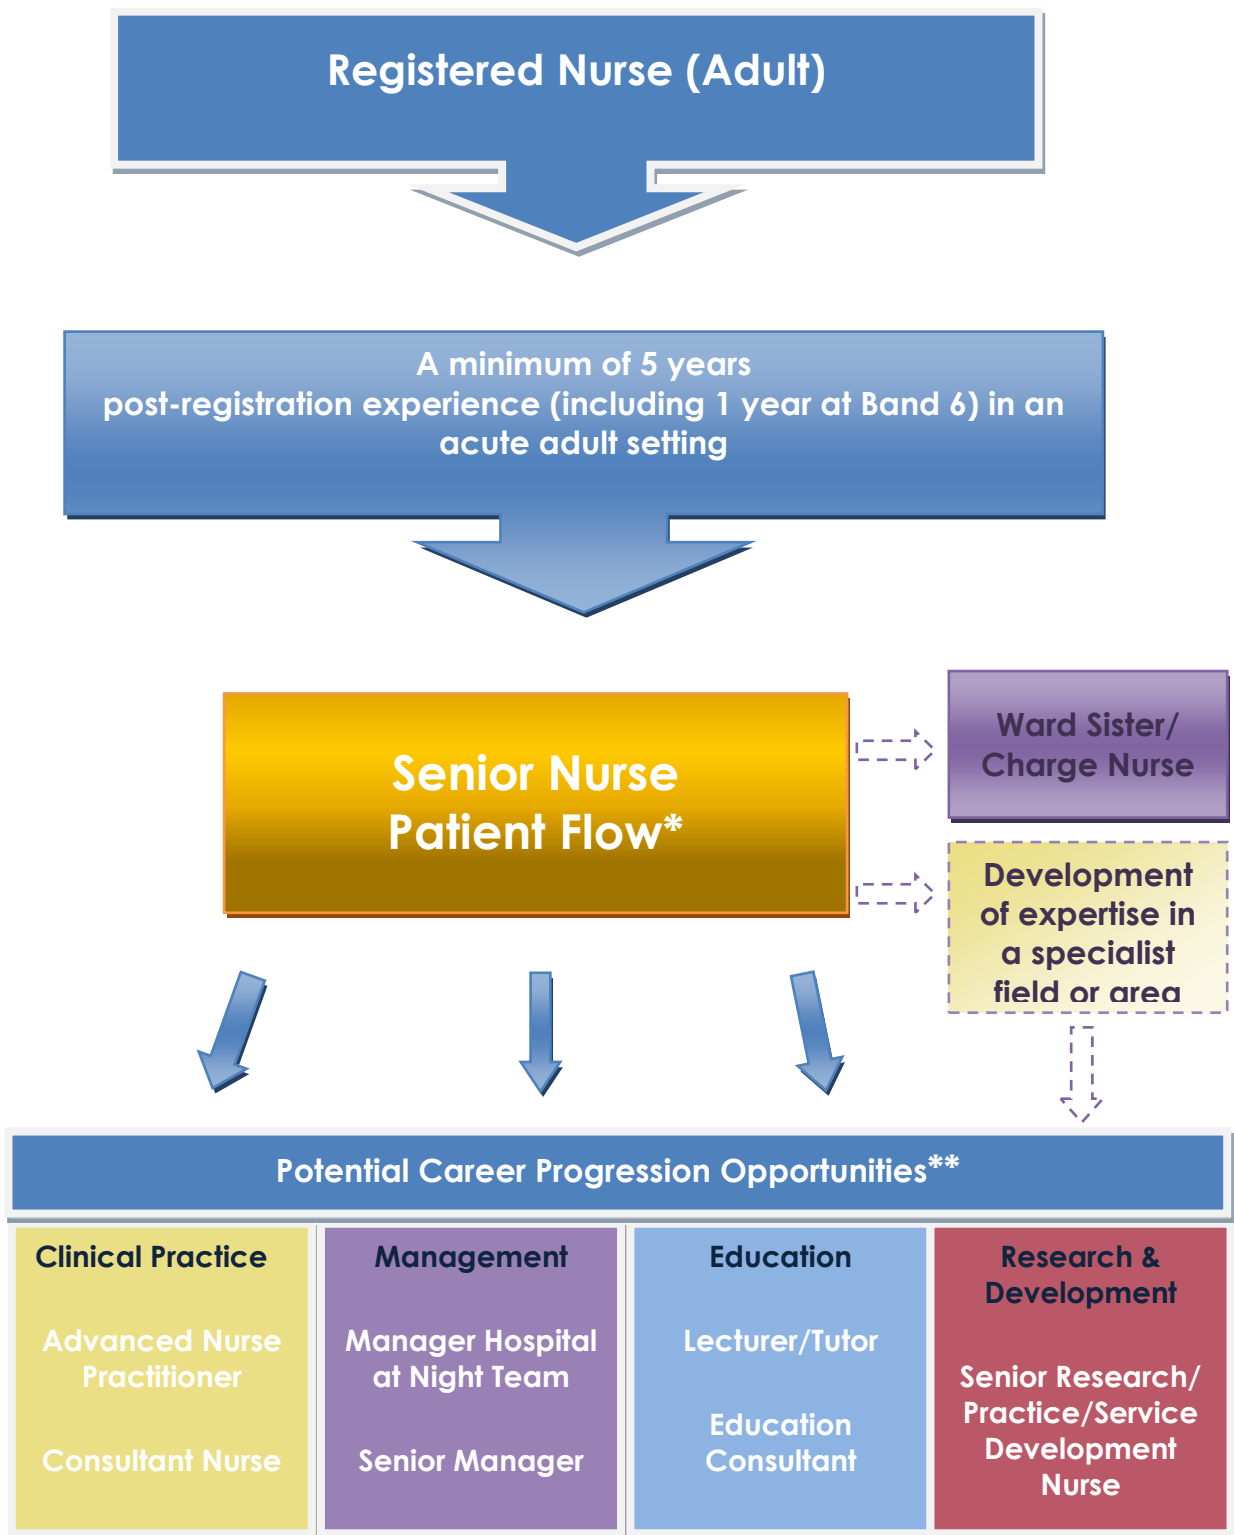 Registered Nurse (Adult)
A minimum of 5 years
post-registration experience (including 1 year at Band 6) in an
acute adult setting
Senior Nurse
Patient Flow*
Ward Sister/
Charge Nurse
Development
of expertise in
a specialist
field or area
Potential Career Progression Opportunities**
Clinical Practice
Advanced Nurse
Practitioner
Consultant Nurse
Management
Manager Hospital
at Night Team
Senior Manager
Education
Lecturer/Tutor
Education
Consultant
Research &
Development
Senior Research/
Practice/Service
Development
Nurse